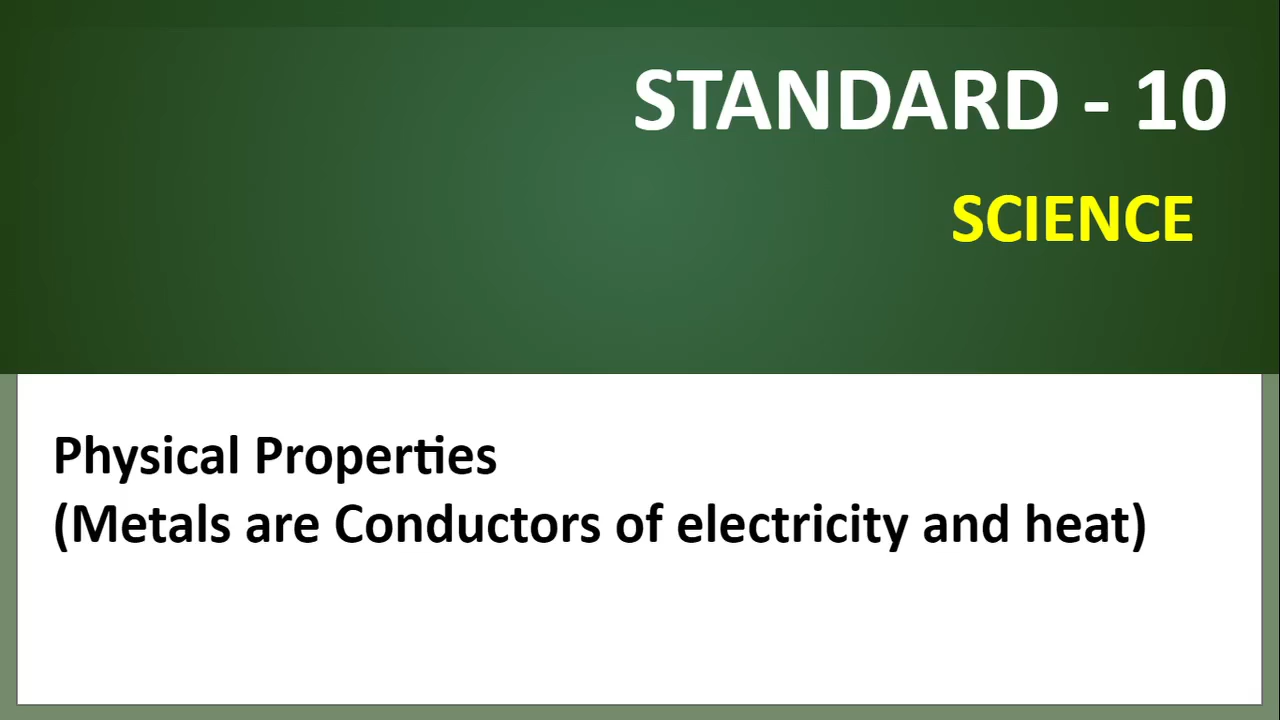 STANDARD - 10
SCIENCE
Physical Properties
(Metals are Conductors of electricity and heat)